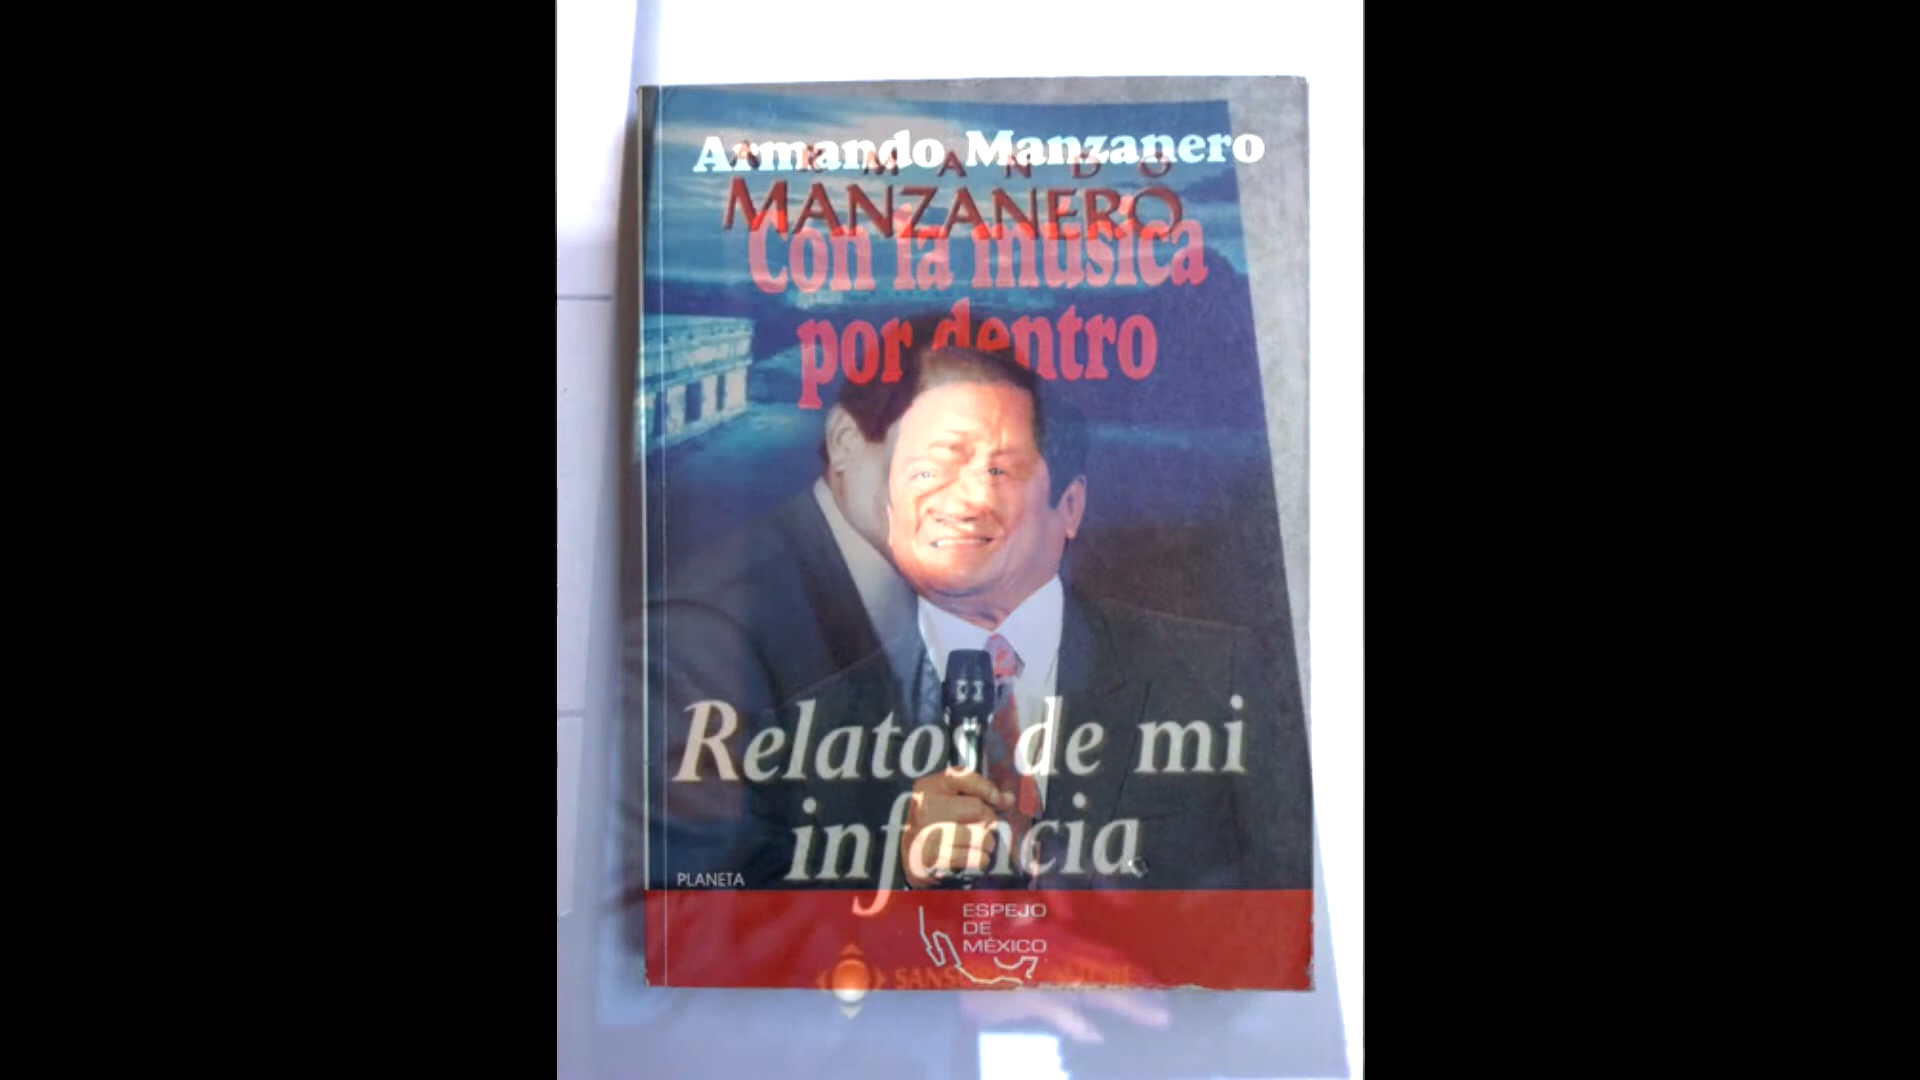 Armando Manzanero
ARMANDO
MANZANERO
Con la música
por dentro
Relatos de mi
infancia
PLANETA
ESPEJO
DE
MÉXICO